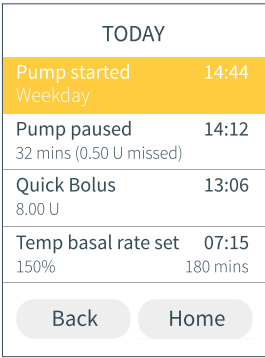 TODAY
Pump started 14:44
Weekday
Pump paused 14:12
32 mins (0.50 U missed)
Quick Bolus 13:06
8.00 U
Temp basal rate set 07:15
150% 180 mins
Back Home